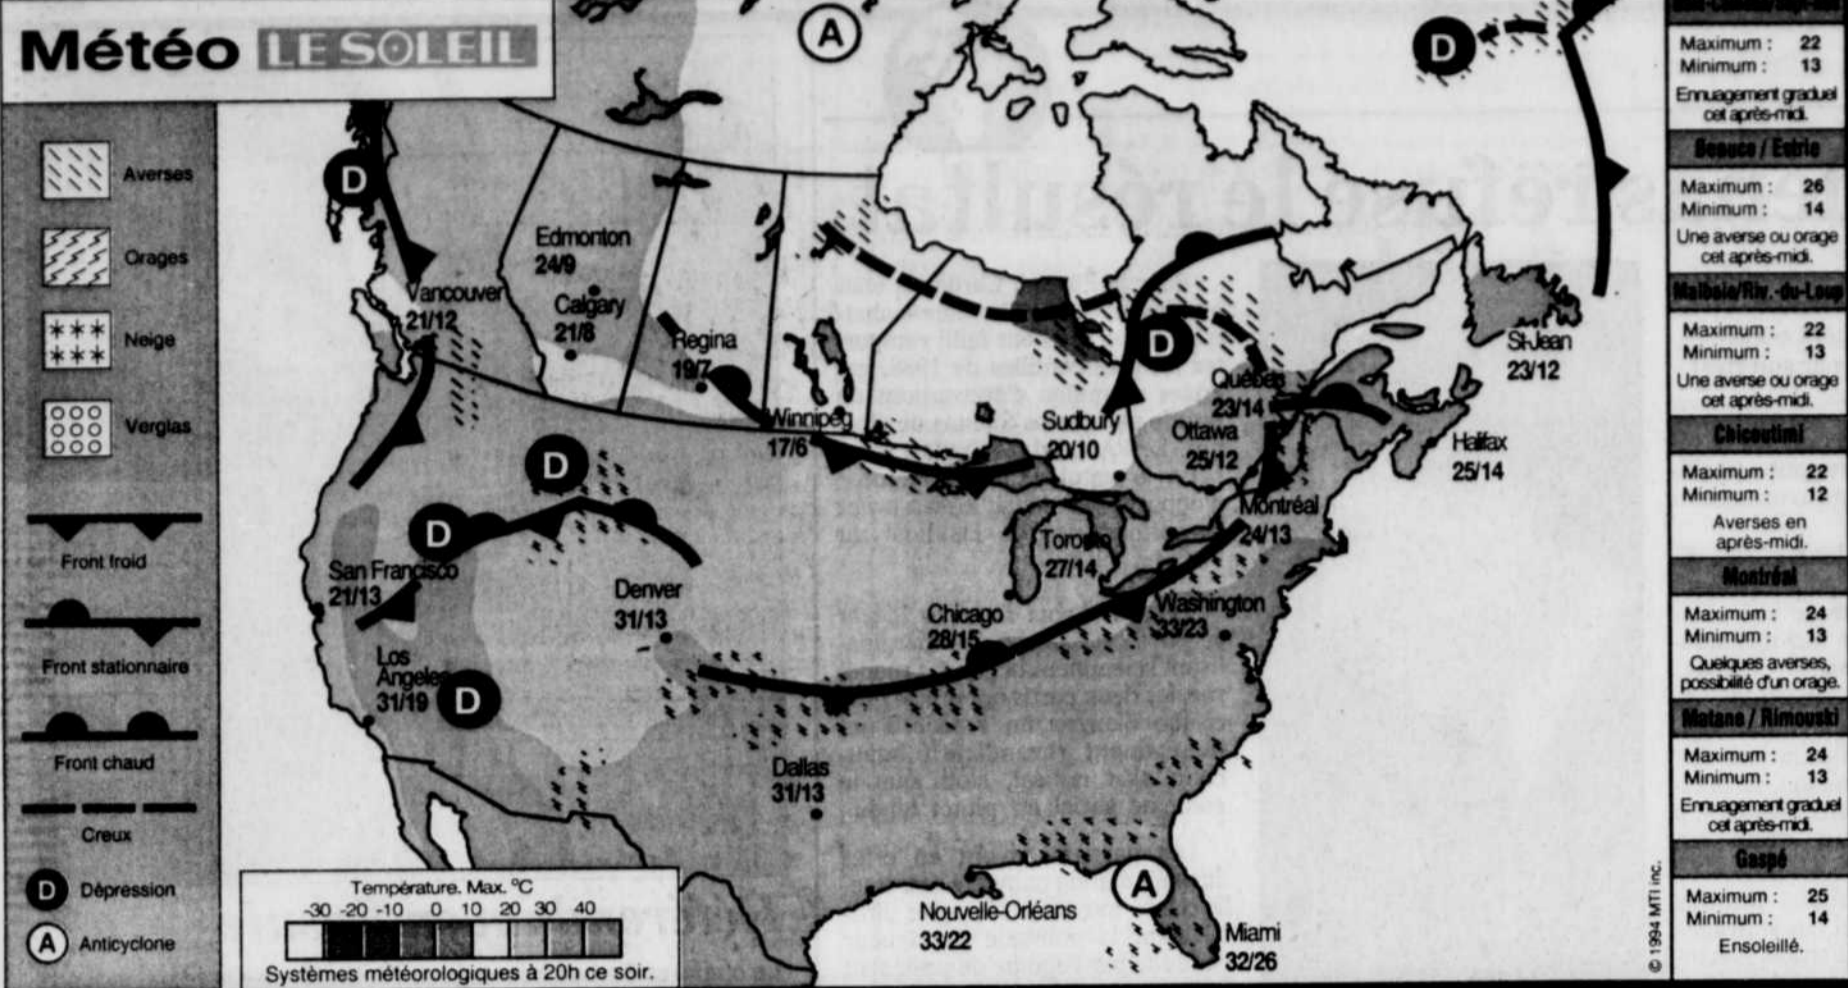 Météo LE SOLEIL
Averses
Orages
Neige
Verglas
Front froid
Front stationnaire
Front chaud
Creux
D Dépression
A Anticyclone
A
D
D
Edmonton
24/9
Calgary
21/8
Vancouver
21/12
Regina
19/7
Winnipeg
17/6
D
Québec
23/14
Sudbury
20/10
Ottawa
25/12
St-Jean
23/12
Halifax
25/14
Montréal
24/13
D
D
San Francisco
21/13
Denver
31/13
Toronto
27/14
Chicago
28/15
Washington
33/23
Los
Angeles
31/19
D
Dallas
31/13
A
Nouvelle-Orléans
33/22
Miami
32/26
Température. Max. °C
-30 -20 -10 0 10 20 30 40
Systèmes météorologiques à 20h ce soir.
© 1994 MTI inc.
Maximum : 22
Minimum : 13
Ennuagement graduel
cet après-midi.
Beauce / Estrie
Maximum : 26
Minimum : 14
Une averse ou orage
cet après-midi.
Malbaie/Riv.-du-Loup
Maximum : 22
Minimum : 13
Une averse ou orage
cet après-midi.
Chicoutimi
Maximum : 22
Minimum : 12
Averses en
après-midi.
Montréal
Maximum : 24
Minimum : 13
Quelques averses,
possibilité d'un orage.
Matane / Rimouski
Maximum : 24
Minimum : 13
Ennuagement graduel
cet après-midi.
Gaspé
Maximum : 25
Minimum : 14
Ensoleillé.